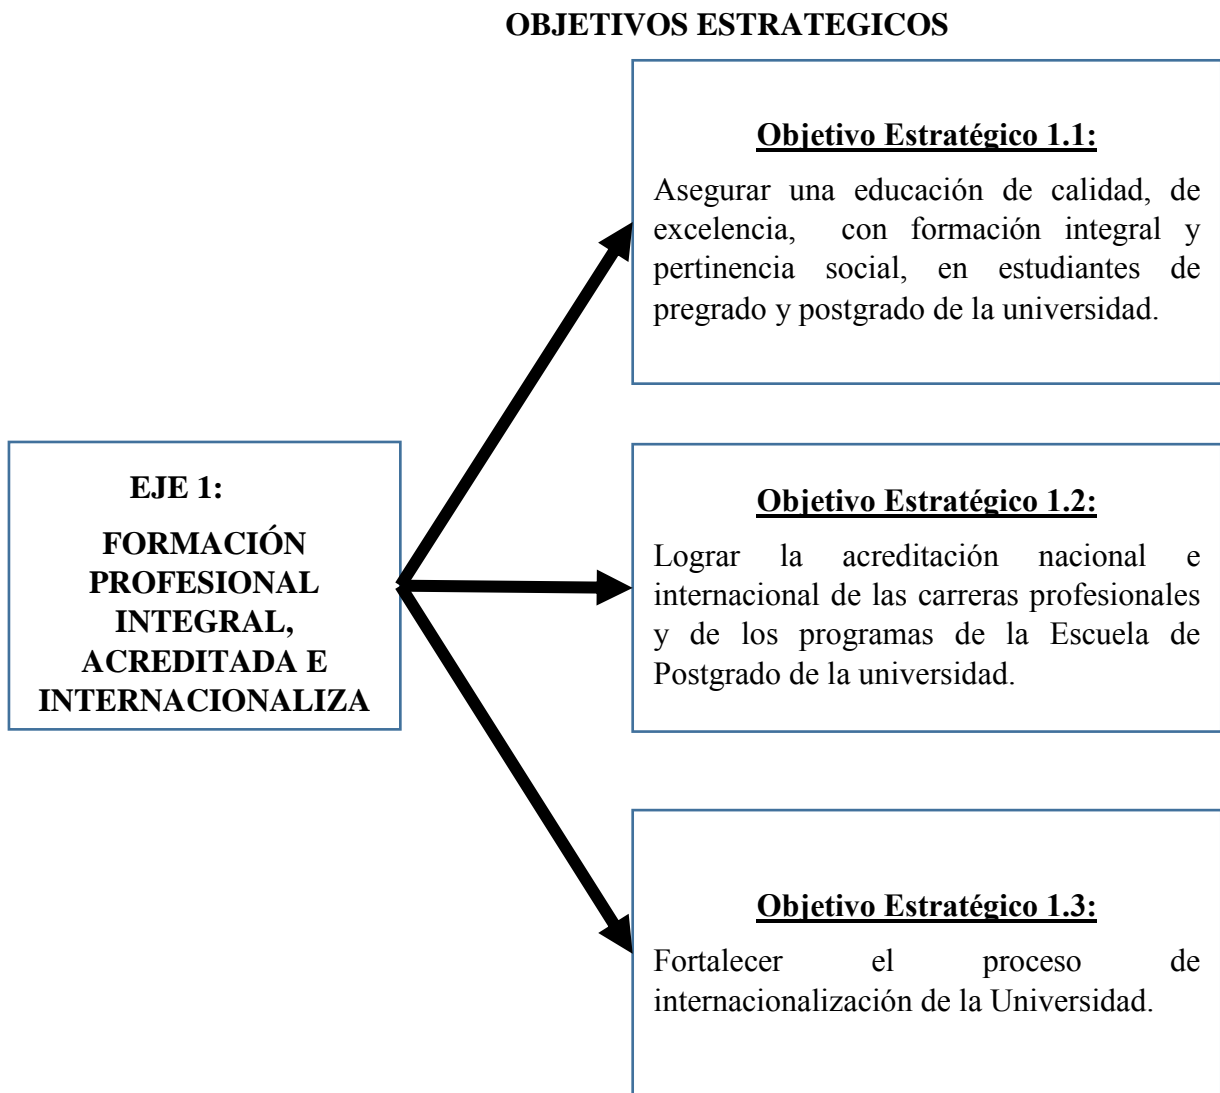 OBJETIVOS ESTRATEGICOS
Objetivo Estratégico 1.1:
Asegurar una educación de calidad, de
excelencia, con formación integral y
pertinencia social, en estudiantes de
pregrado y postgrado de la universidad.
EJE 1:
FORMACIÓN
PROFESIONAL
INTEGRAL,
ACREDITADA E
INTERNACIONALIZA
Objetivo Estratégico 1.2:
Lograr la acreditación nacional e
internacional de las carreras profesionales
y de los programas de la Escuela de
Postgrado de la universidad.
Objetivo Estratégico 1.3:
Fortalecer el proceso de
internacionalización de la Universidad.